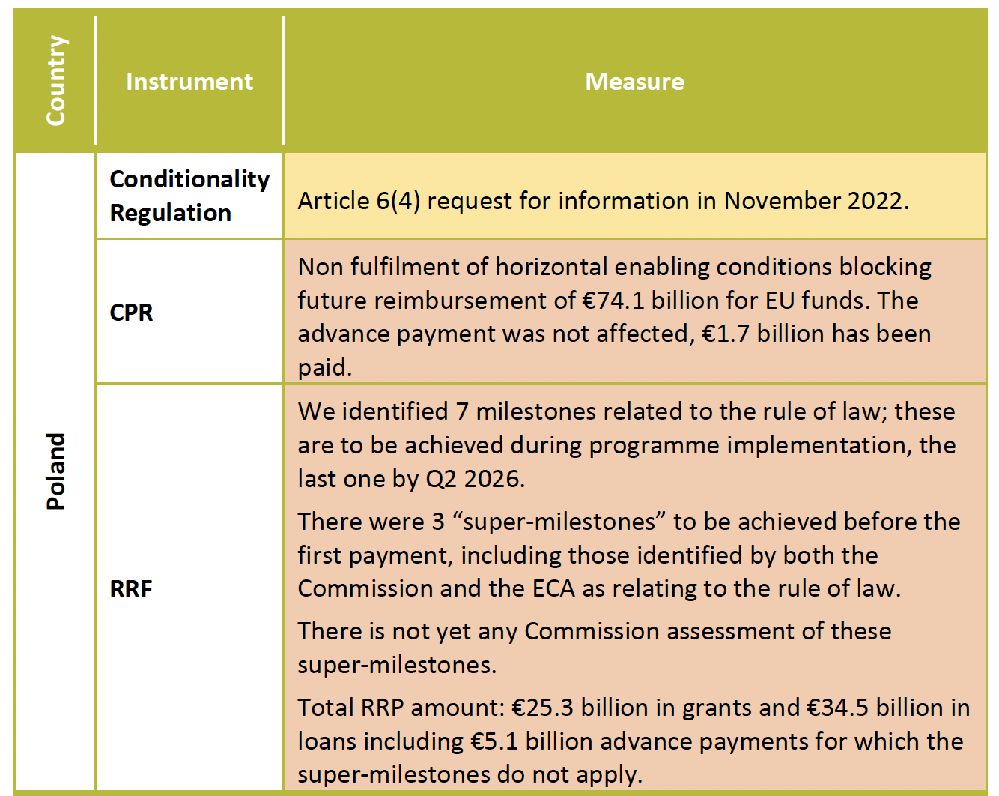 Country
Instrument
Measure
Poland
Conditionality
Regulation
Article 6(4) request for information in November 2022.
CPR
Non fulfilment of horizontal enabling conditions blocking
future reimbursement of €74.1 billion for EU funds. The
advance payment was not affected, €1.7 billion has been
paid.
RRF
We identified 7 milestones related to the rule of law; these
are to be achieved during programme implementation, the
last one by Q2 2026.
There were 3 “super-milestones” to be achieved before the
first payment, including those identified by both the
Commission and the ECA as relating to the rule of law.
There is not yet any Commission assessment of these
super-milestones.
Total RRP amount: €25.3 billion in grants and €34.5 billion in
loans including €5.1 billion advance payments for which the
super-milestones do not apply.